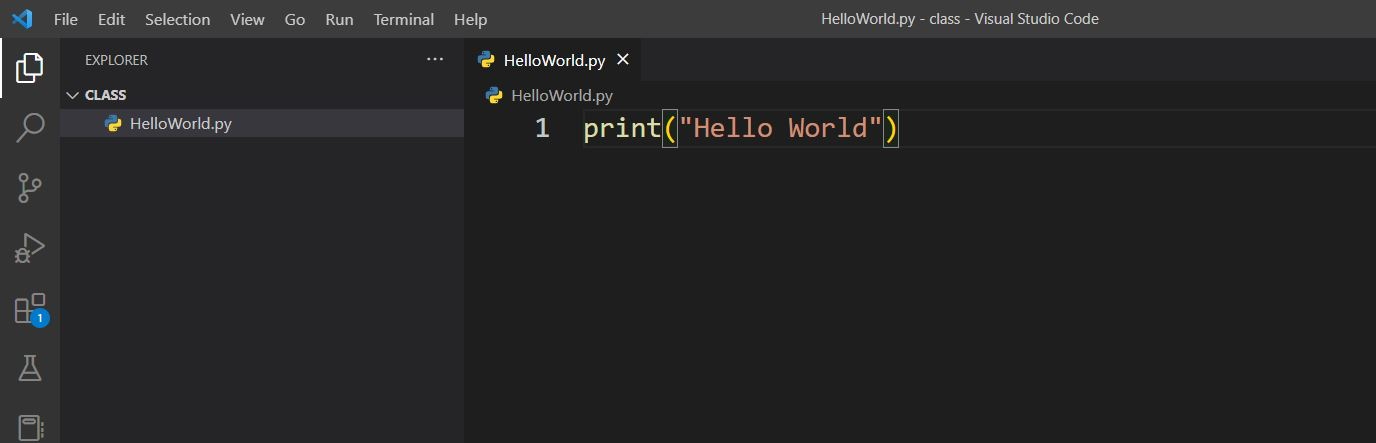 File Edit Selection View Go Run Terminal Help HelloWorld.py - class - Visual Studio Code
EXPLORER
CLASS
HelloWorld.py
HelloWorld.py
HelloWorld.py
1 print("Hello World")
1